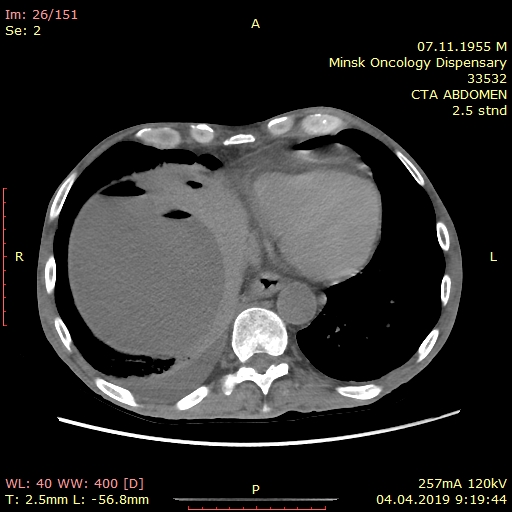 Im: 26/151
Se: 2
A
07.11.1955 M
Minsk Oncology Dispensary
33532
CTA ABDOMEN
2.5 stnd
R
L
WL: 40 WW: 400 [D]
T: 2.5mm L: -56.8mm
P
257mA 120kV
04.04.2019 9:19:44